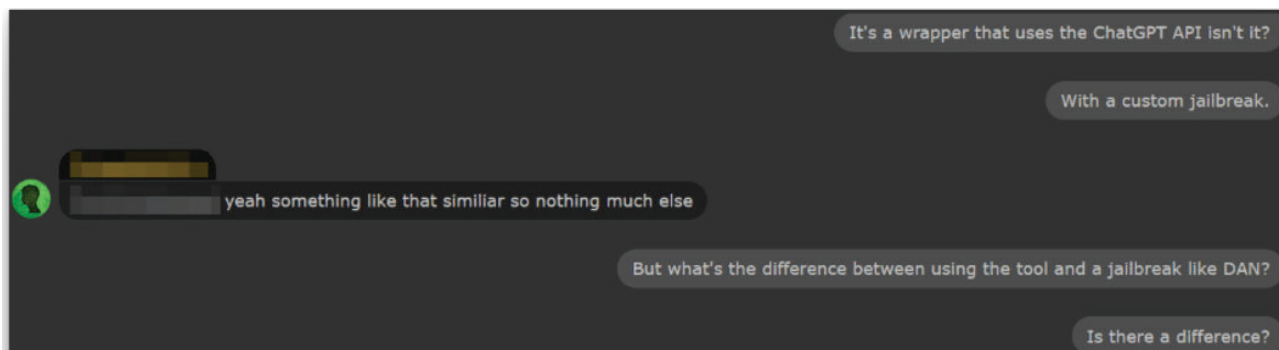 It's a wrapper that uses the ChatGPT API isn't it?
With a custom jailbreak.
yeah something like that similiar so nothing much else
But what's the difference between using the tool and a jailbreak like DAN?
Is there a difference?